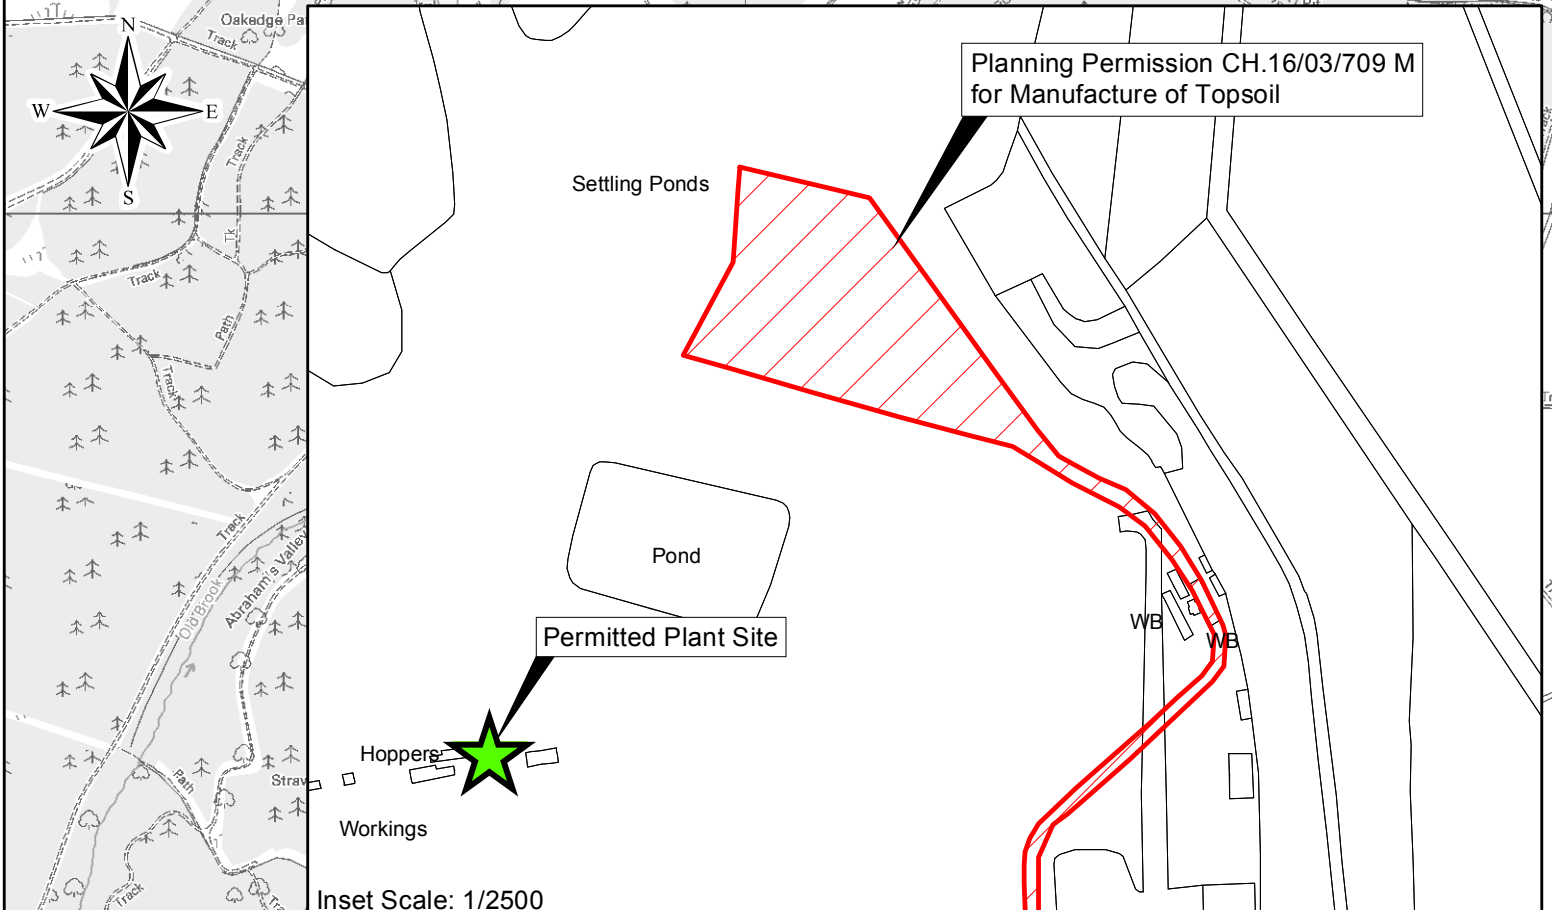 Oakedge Pa
Track
N
W
E
S
Track
Tk
Track
Path
Track
Track
Old Brook
Abraham's Valley
Path
Straw
Track
Planning Permission CH.16/03/709 M
for Manufacture of Topsoil
Settling Ponds
Pond
WB
WB
Permitted Plant Site
Hoppers
Workings
Inset Scale: 1/2500